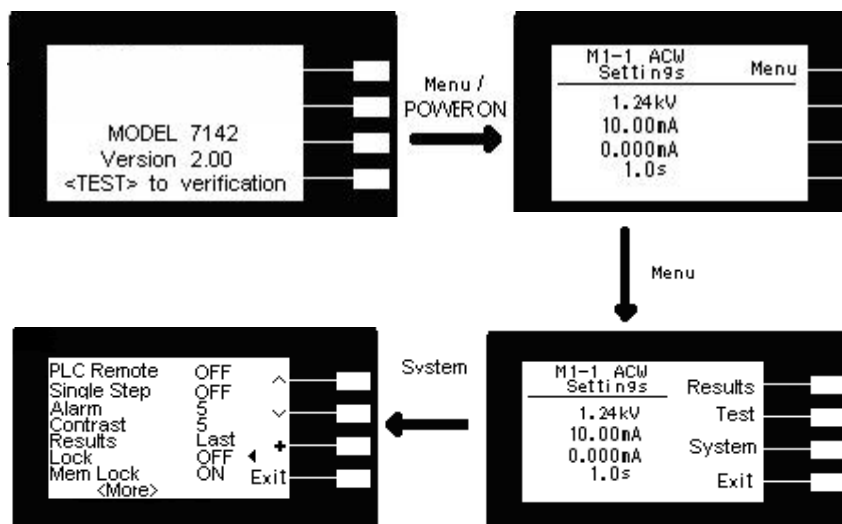 MODEL 7142
Version 2.00
<TEST> to verification
Menu /
POWER ON
M1-1 ACW
Settings
Menu
1.24kV
10.00mA
0.000mA
1.0s
Menu
M1-1 ACW
Settings
Results
1.24kV
Test
10.00mA
System
0.000mA
1.0s
Exit
System
PLC Remote OFF ^
Single Step OFF
Alarm 5 ˅
Contrast 5
Results Last +
Lock OFF ◀
Mem Lock ON Exit
<More>